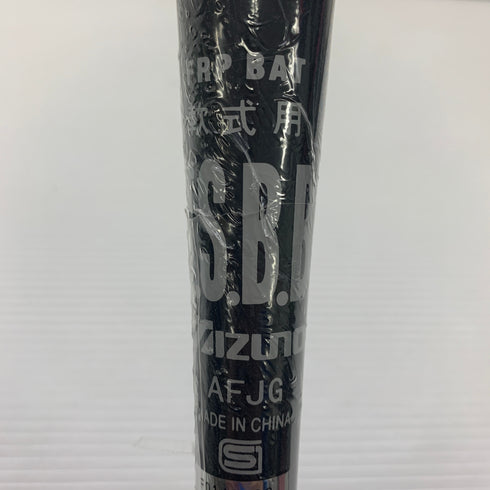 FRP BAT
軟式用
J.S.B.B
Mizuno
AFJG
MADE IN CHINA
S